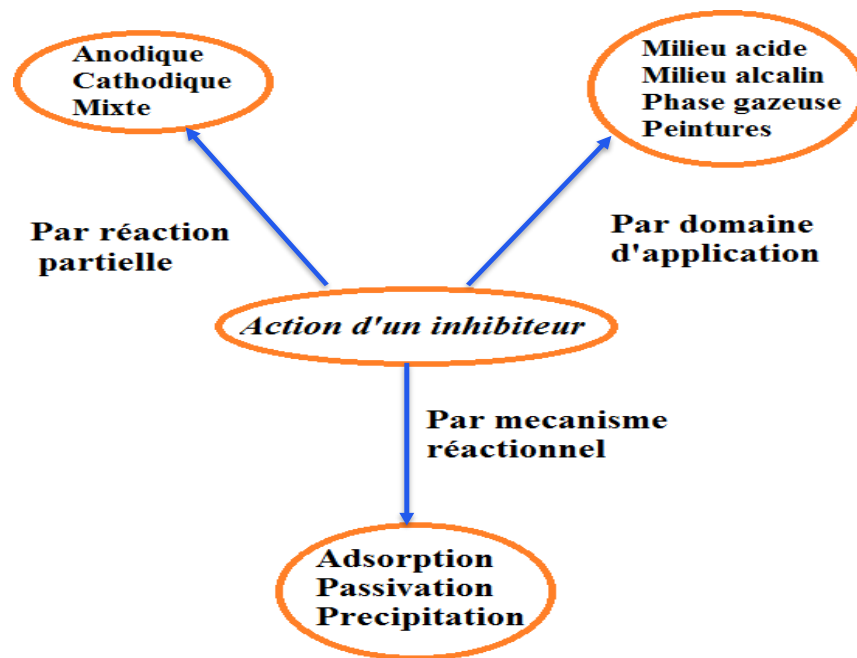 Anodique
Cathodique
Mixte
Milieu acide
Milieu alcalin
Phase gazeuse
Peintures
Par réaction
partielle
Par domaine
d'application
Action d'un inhibiteur
Par mecanisme
réactionnel
Adsorption
Passivation
Precipitation